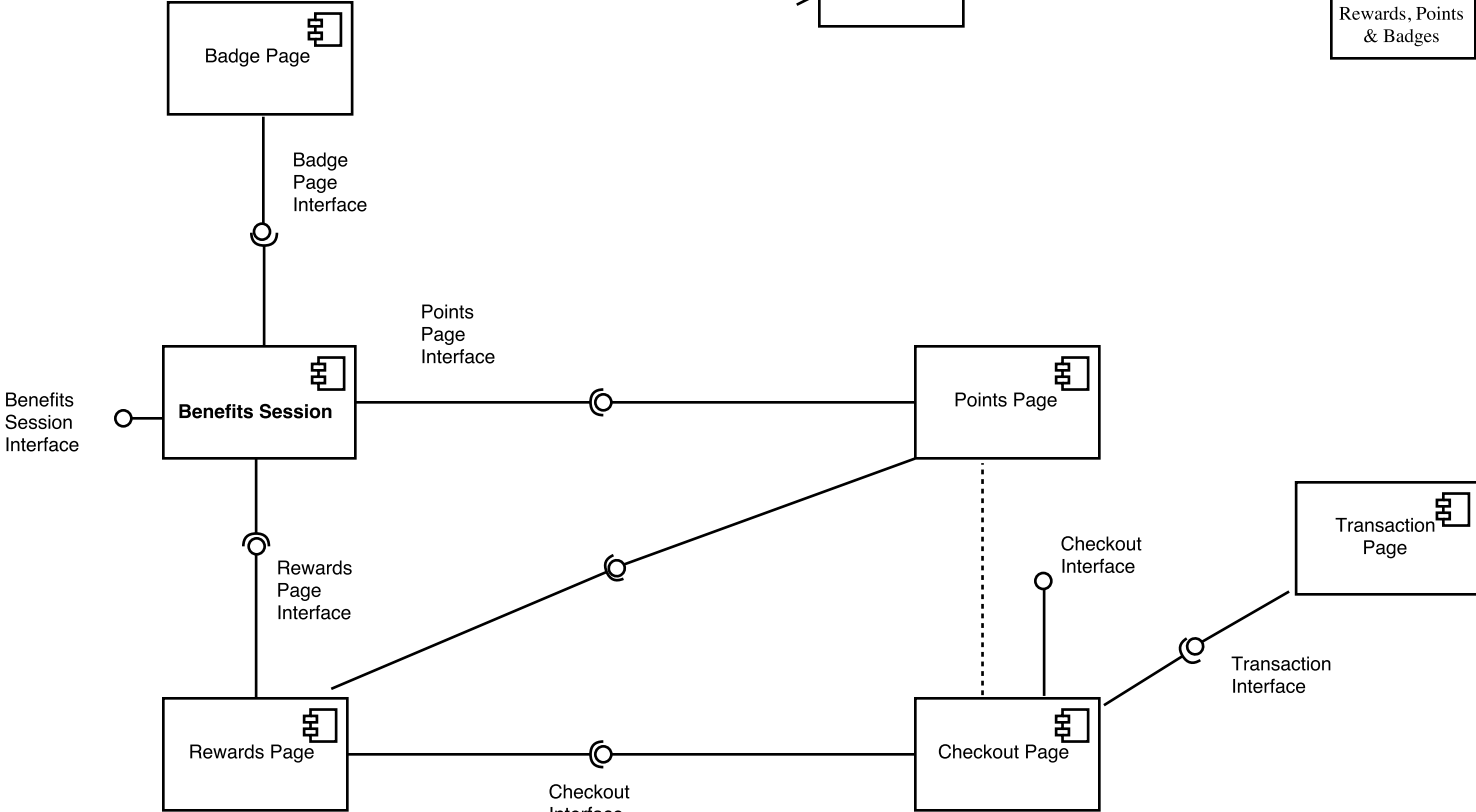 Rewards, Points
& Badges
Badge Page
Badge
Page
Interface
Points
Page
Interface
Benefits
Session
Interface
Benefits Session
Points Page
Transaction
Page
Checkout
Interface
Rewards
Page
Interface
Transaction
Interface
Rewards Page
Checkout Page
Checkout